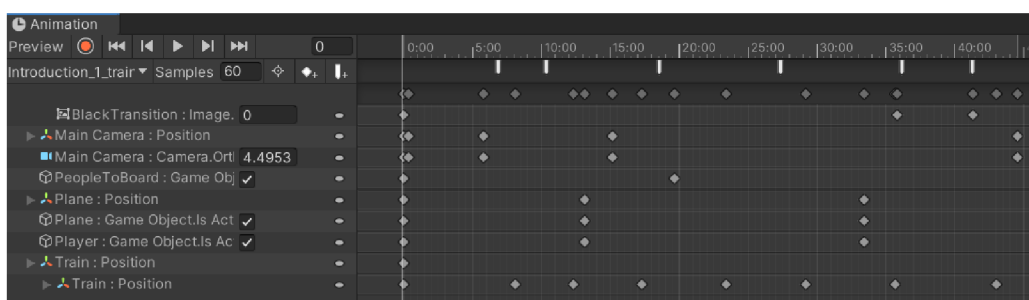 Animation
Preview 0 0:00 5:00 10:00 15:00 20:00 25:00 30:00 35:00 40:00
Introduction_1_trair Samples 60
BlackTransition : Image. 0
Main Camera : Position
Main Camera : Camera.Ortl 4.4953
PeopleToBoard : Game Obj
Plane : Position
Plane : Game Object.Is Act
Player : Game Object.Is Ac
Train : Position
Train : Position